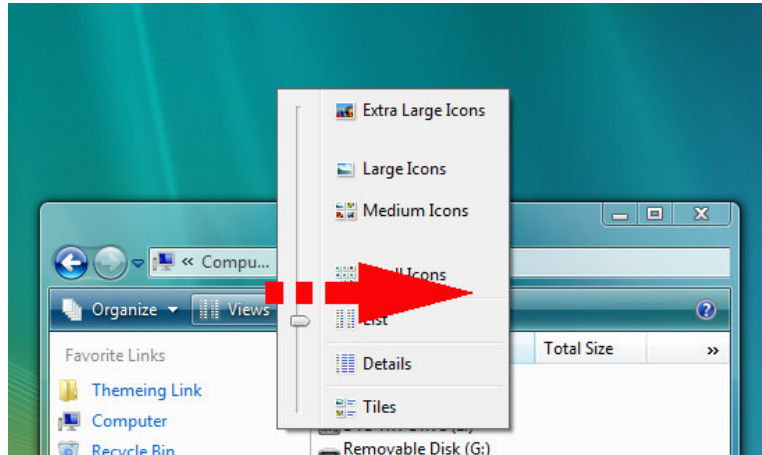 Extra Large Icons
Large Icons
Medium Icons
Icons
List
Details
Tiles
« Compu...
Organize
Views
Total Size
»
Favorite Links
Themeing Link
Computer
Recycle Bin
Removable Disk (G:)